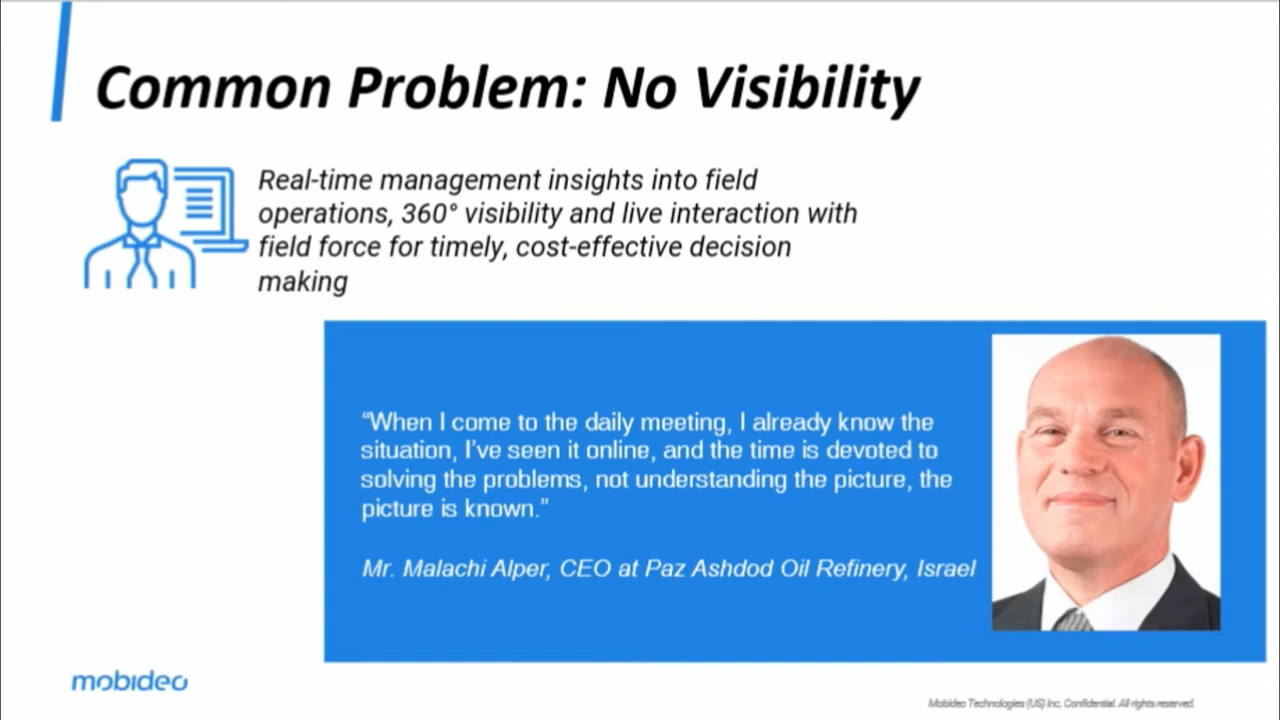 Common Problem: No Visibility
Real-time management insights into field
operations, 360° visibility and live interaction with
field force for timely, cost-effective decision
making
“When I come to the daily meeting, I already know the
situation, I’ve seen it online, and the time is devoted to
solving the problems, not understanding the picture, the
picture is known.”
Mr. Malachi Alper, CEO at Paz Ashdod Oil Refinery, Israel
mobideo
Mobideo Technologies (US) Inc. Confidential. All rights reserved.